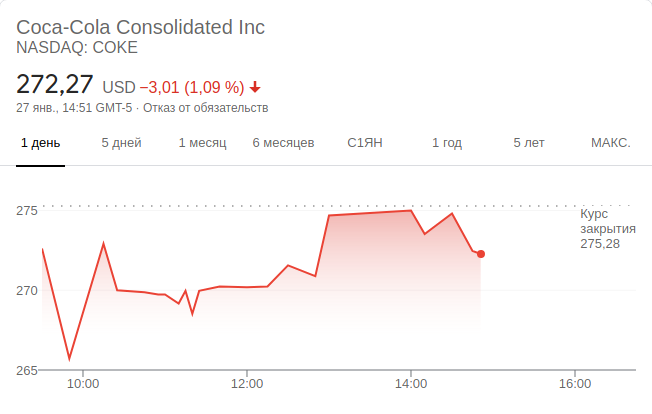 Coca-Cola Consolidated Inc
NASDAQ: COKE
272,27 USD −3,01 (1,09 %)
27 янв., 14:51 GMT-5 · Отказ от обязательств
1 день 5 дней 1 месяц 6 месяцев С1ЯН 1 год 5 лет МАКС.
275
Курс
закрытия
275,28
270
265
10:00 12:00 14:00 16:00